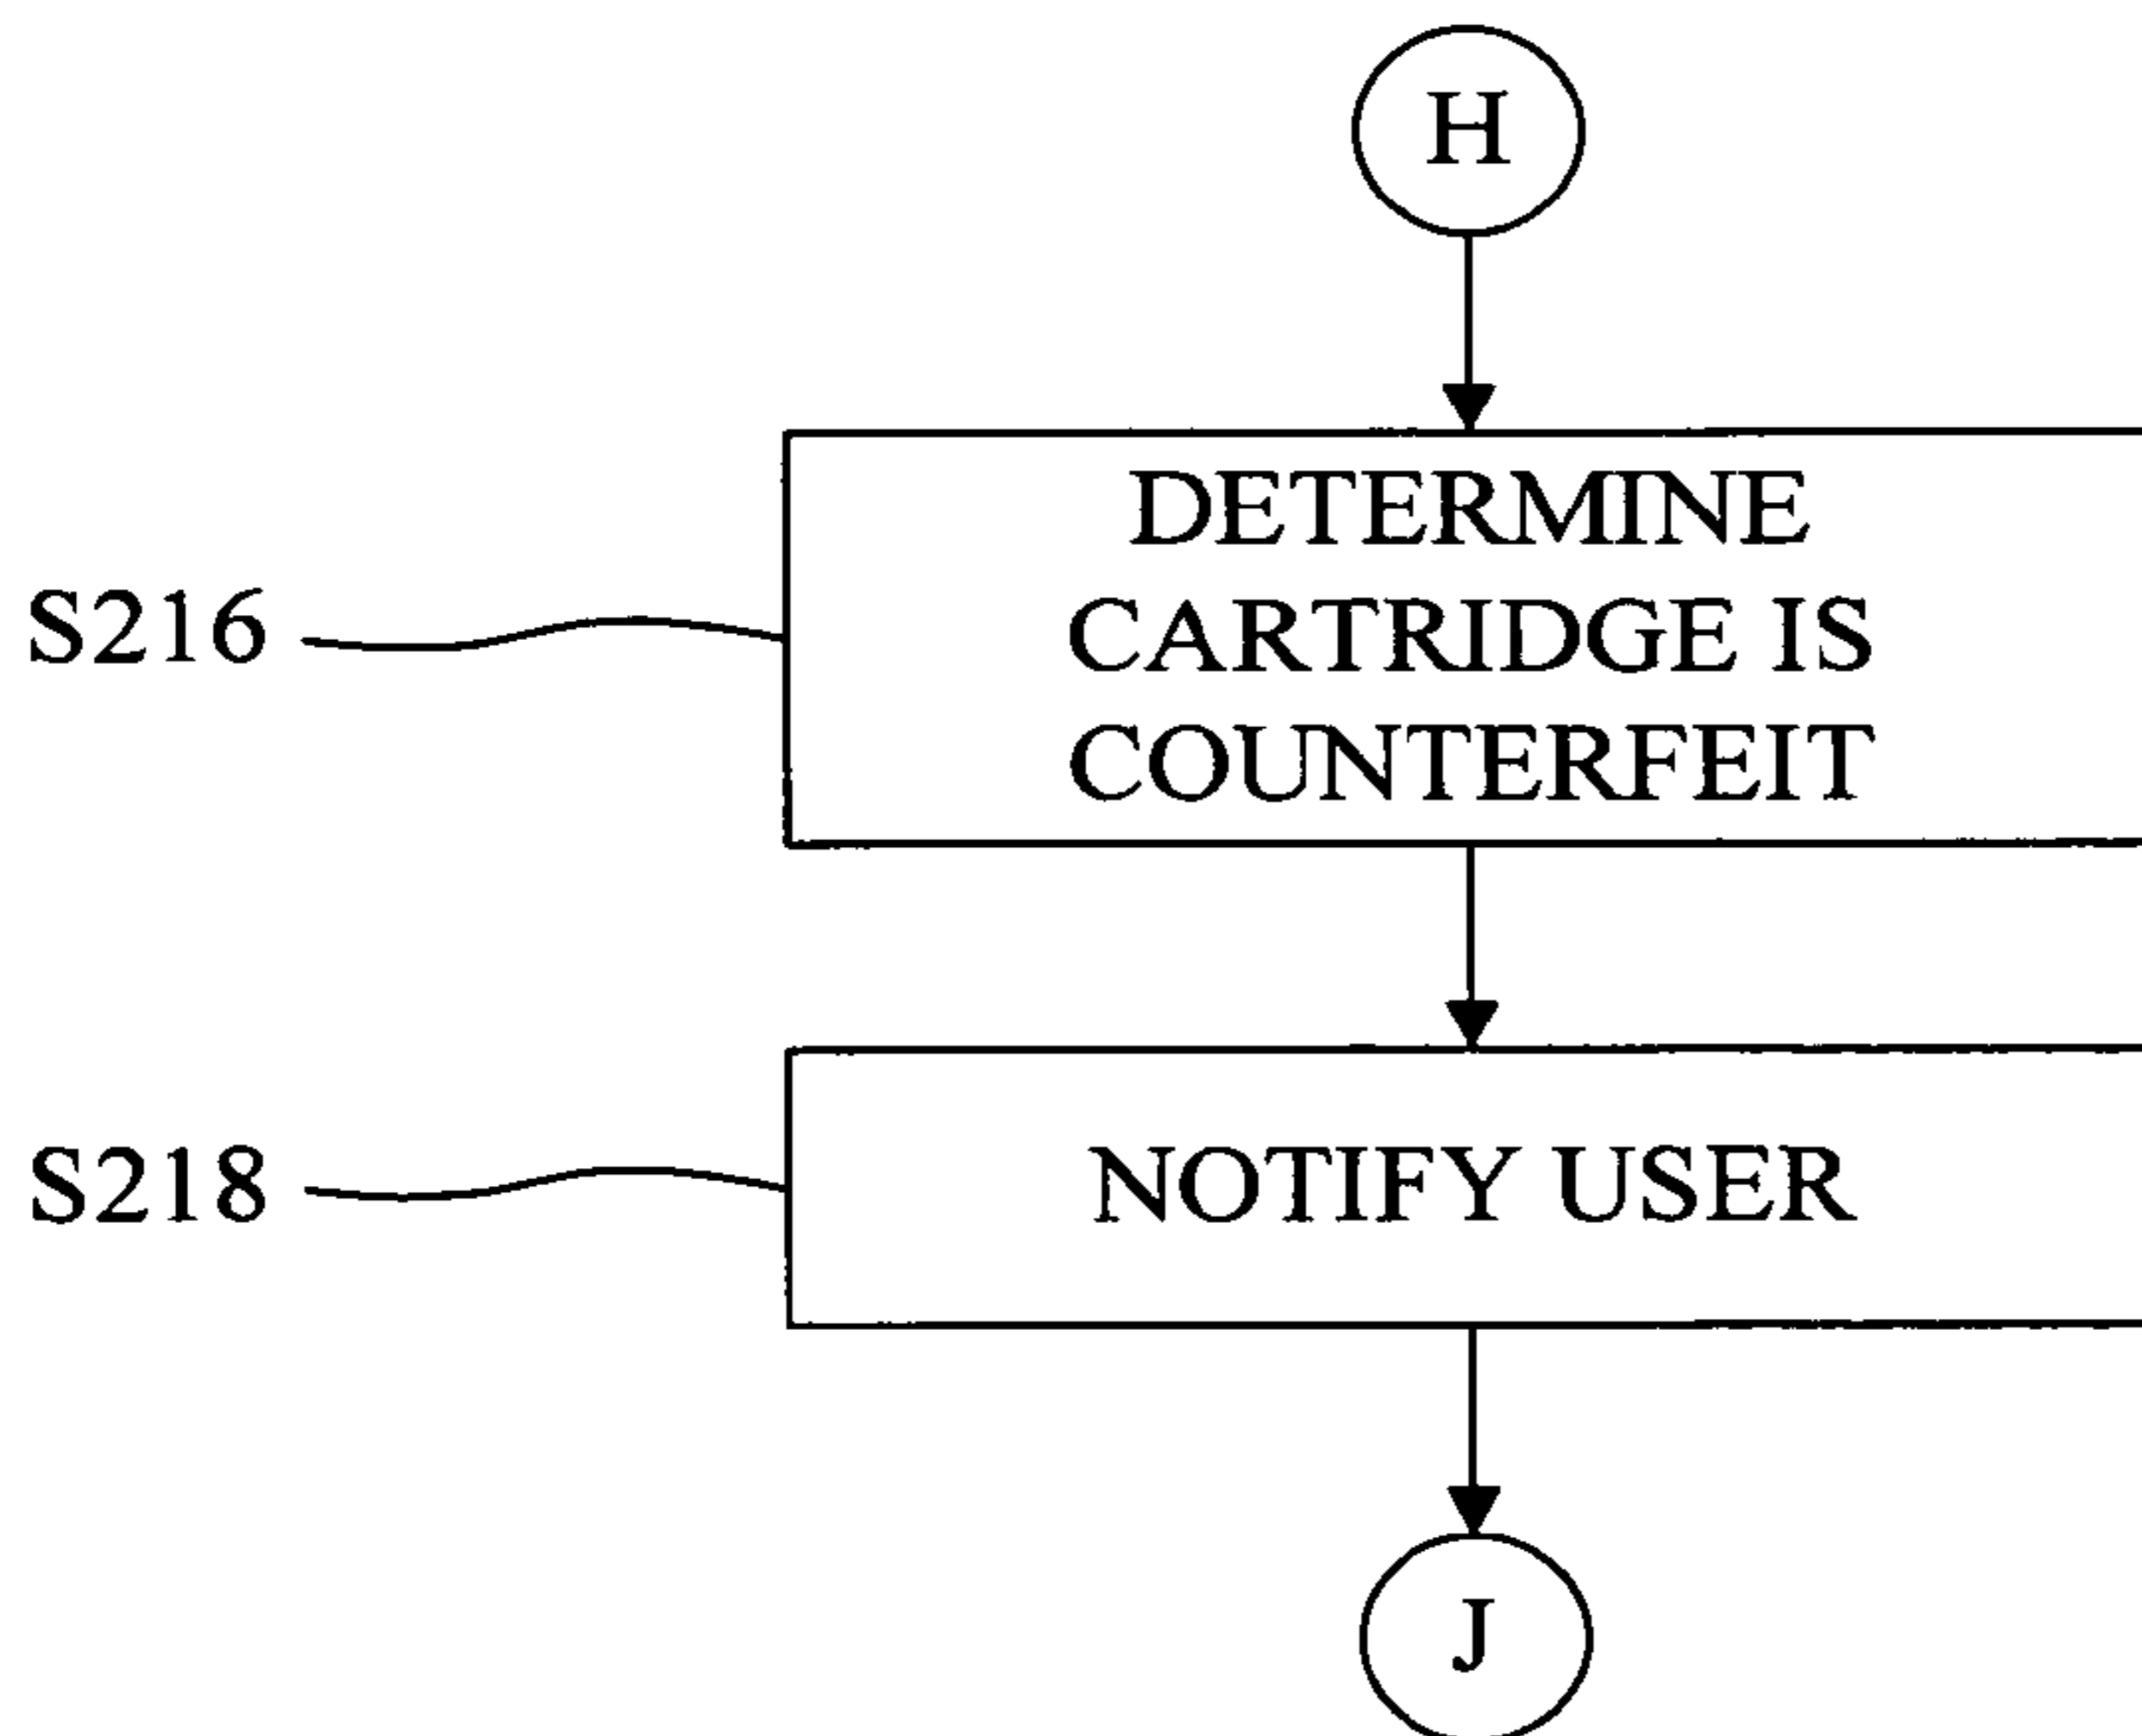 H
DETERMINE
CARTRIDGE IS
COUNTERFEIT
S216
NOTIFY USER
S218
J